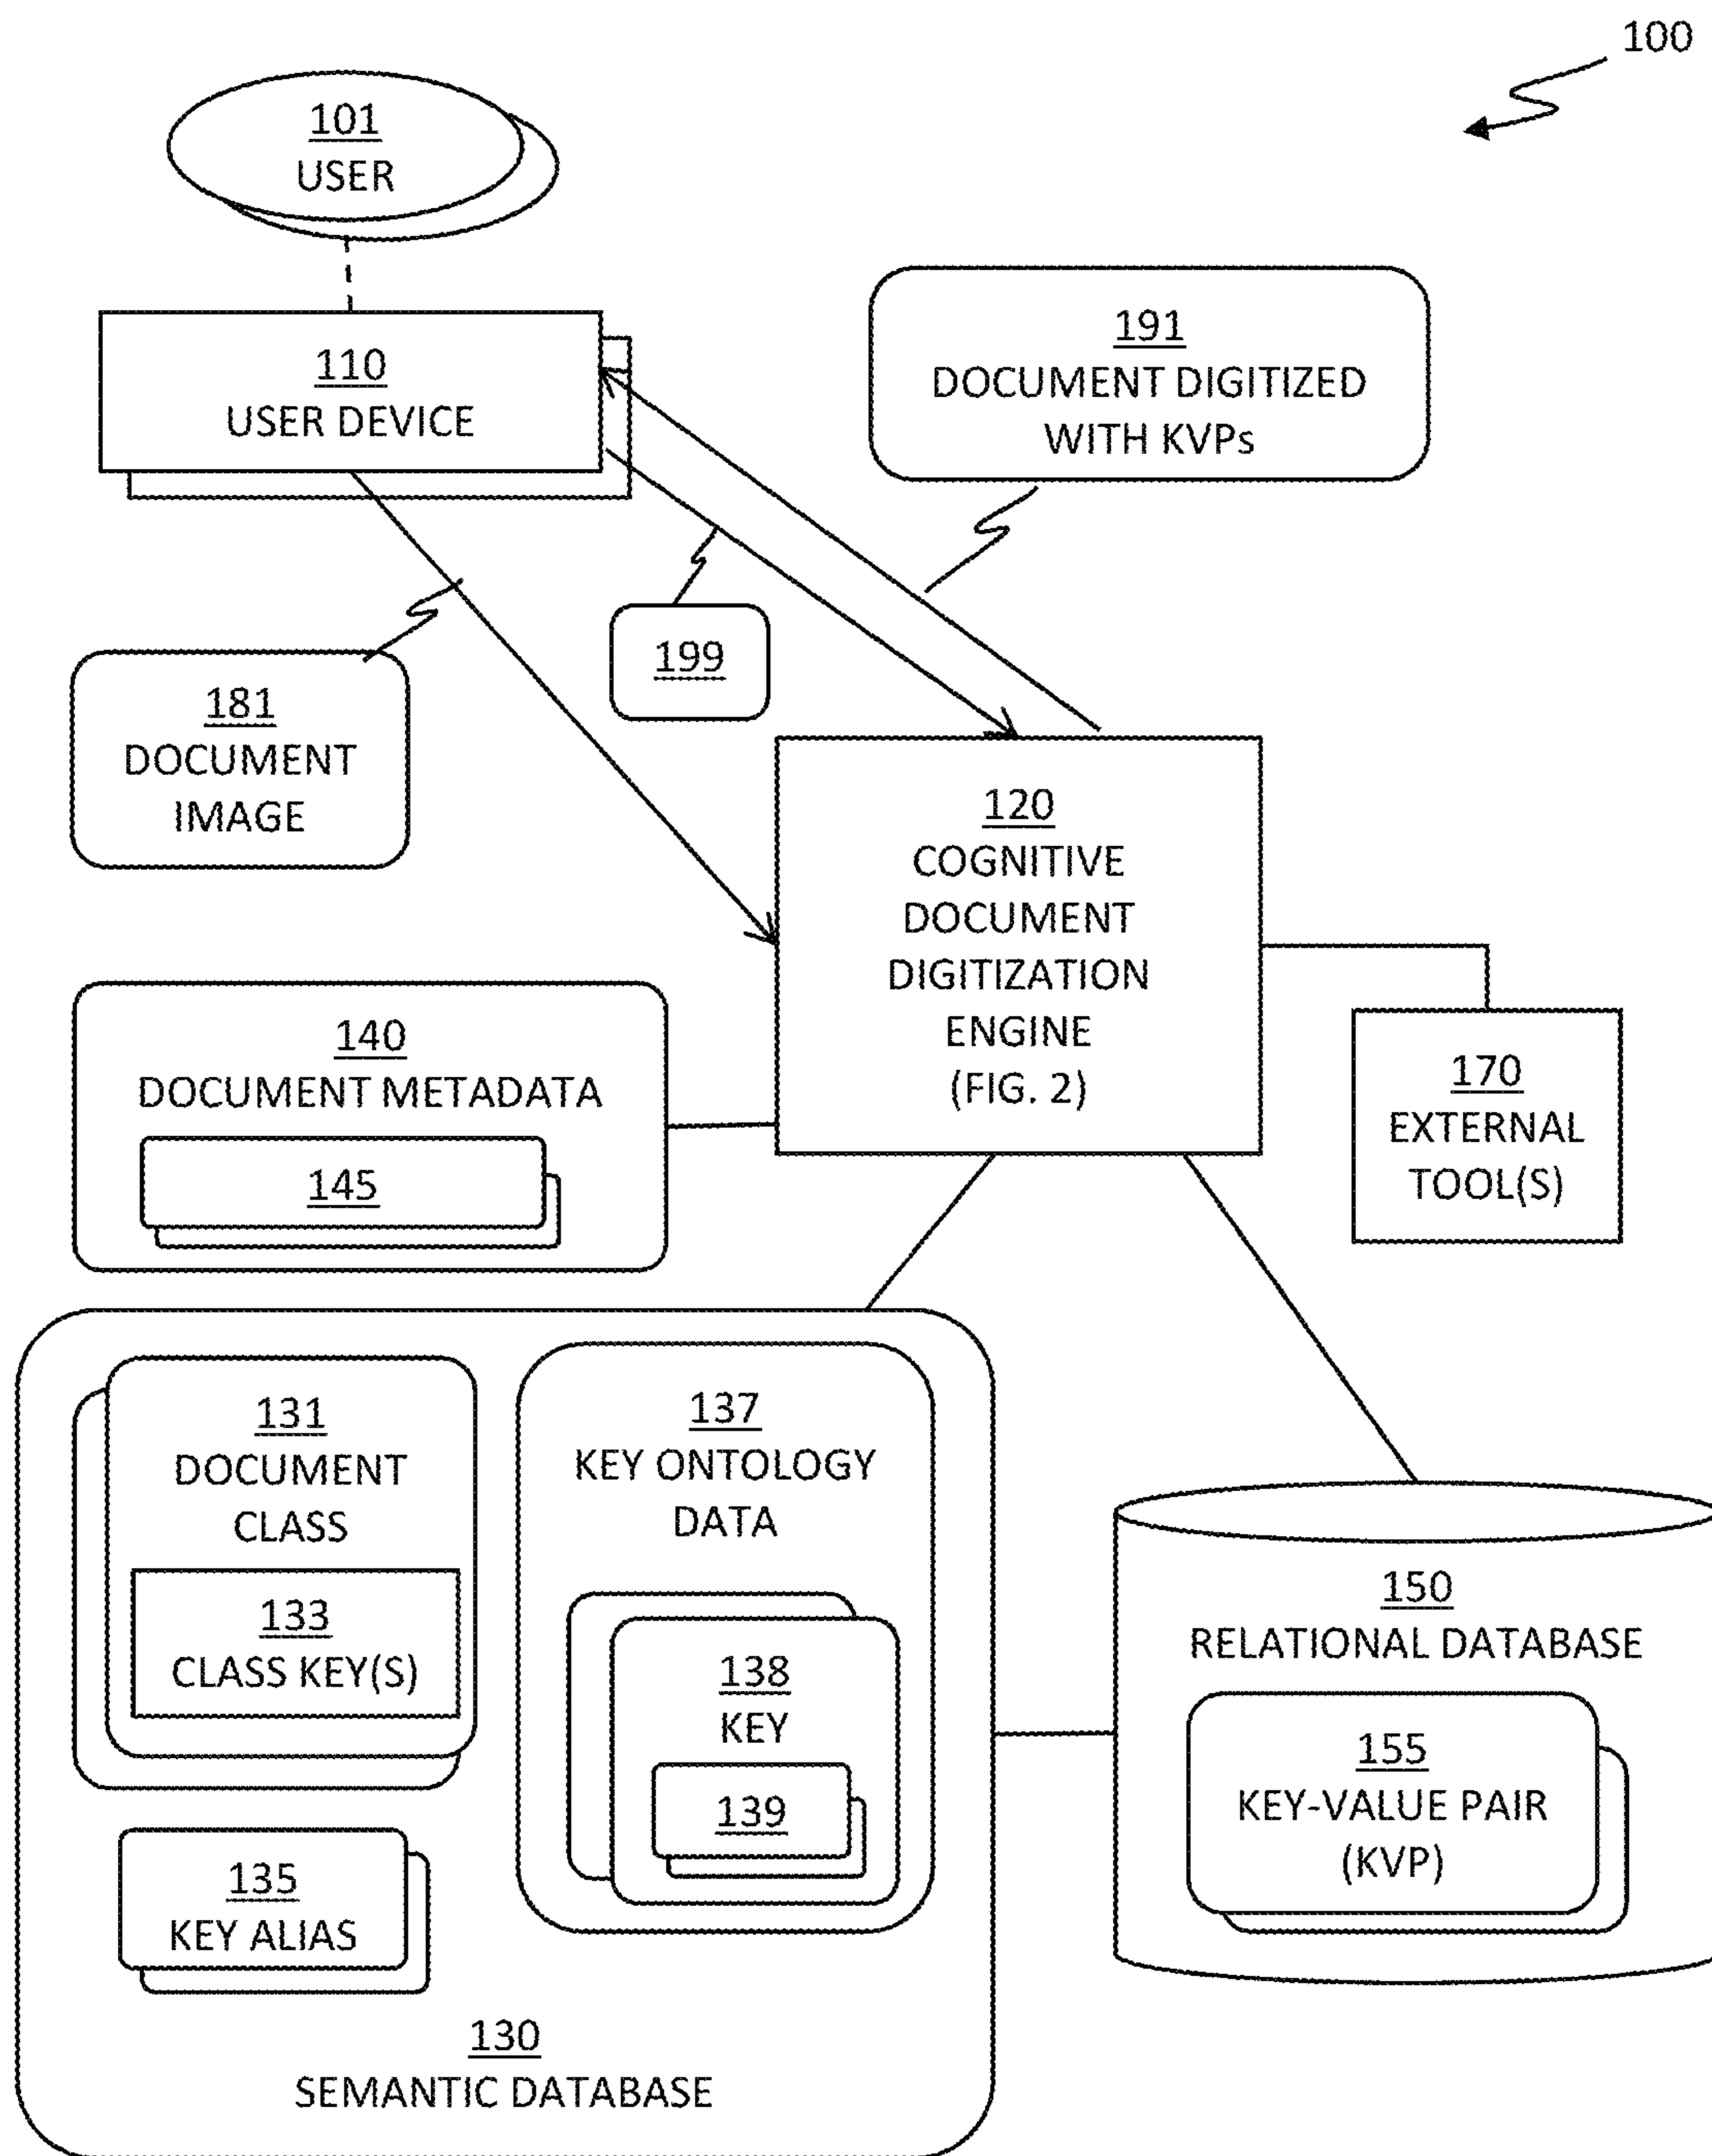 100
101
USER
110
USER DEVICE
191
DOCUMENT DIGITIZED
WITH KVPs
199
181
DOCUMENT
IMAGE
120
COGNITIVE
DOCUMENT
DIGITIZATION
ENGINE
(FIG. 2)
140
DOCUMENT METADATA
145
170
EXTERNAL
TOOL(S)
131
DOCUMENT
CLASS
133
CLASS KEY(S)
137
KEY ONTOLOGY
DATA
138
KEY
139
135
KEY ALIAS
130
SEMANTIC DATABASE
150
RELATIONAL DATABASE
155
KEY-VALUE PAIR
(KVP)